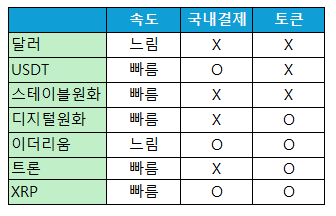 속도 국내결제 토큰
달러 느림 X X
USDT 빠름 O X
스테이블원화 빠름 X X
디지털원화 빠름 X O
이더리움 느림 O O
트론 빠름 X O
XRP 빠름 O O